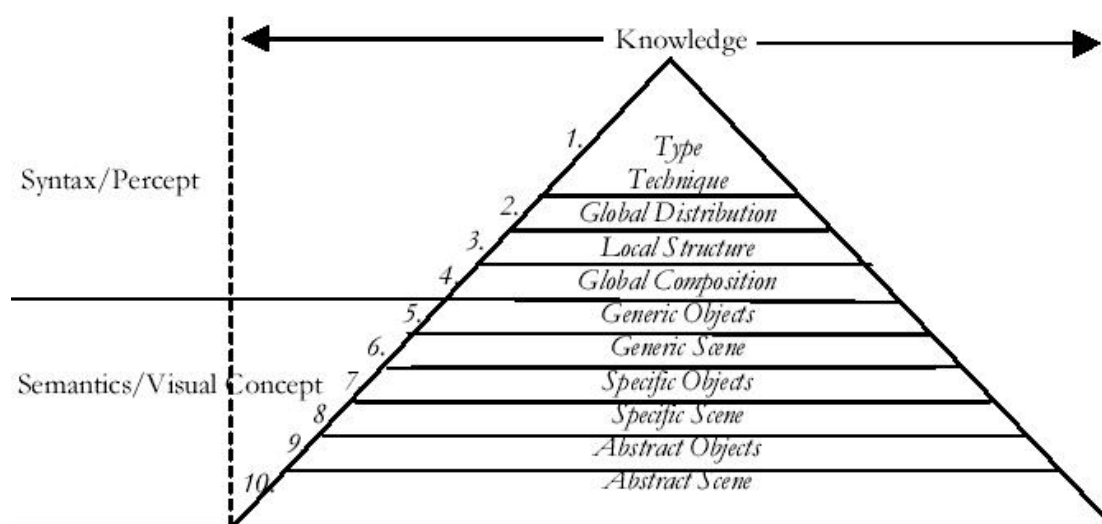 Knowledge
1.
Type
Technique
Syntax/Percept
2.
Global Distribution
3.
Local Structure
4.
Global Composition
5.
Generic Objects
6.
Generic Scene
Semantics/Visual Concept
7
Specific Objects
8
Specific Scene
9
Abstract Objects
10.
Abstract Scene